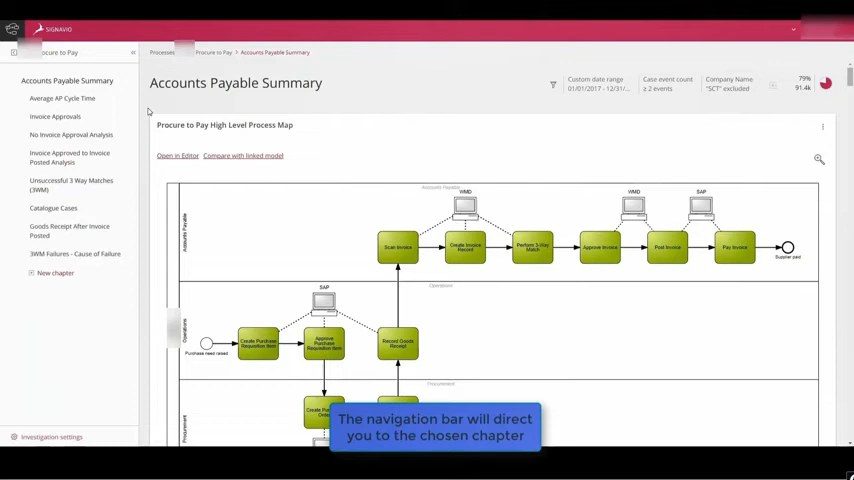 SIGNAVIO
ocure to Pay
«
Processes
Procure to Pay > Accounts Payable Summary
Accounts Payable Summary
Average AP Cycle Time
Invoice Approvals
No Invoice Approval Analysis
Invoice Approved to Invoice
Posted Analysis
Unsuccessful 3 Way Matches
(3WM)
Catalogue Cases
Goods Receipt After Invoice
Posted
3WM Failures - Cause of Failure
New chapter
Investigation settings
Accounts Payable Summary
Custom date range
01/01/2017 - 12/31/...
Case event count
≥ 2 events
Company Name
"SCT" excluded
79%
91.4k
Procure to Pay High Level Process Map
Open in Editor
Compare with linked model
Accounts Payable
Accounts Payable
WMD
WMD
SAP
Scan Invoice
Create Invoice
Record
Perform 3-Way
Match
Approve Invoice
Post Invoice
Pay Invoice
Supplier paid
Operations
Operations
SAP
Purchase need raised
Create Purchase
Requisition Item
Approve
Purchase
Requisition Item
Record Goods
Receipt
Procurement
Procurement
The navigation bar will direct
you to the chosen chapter